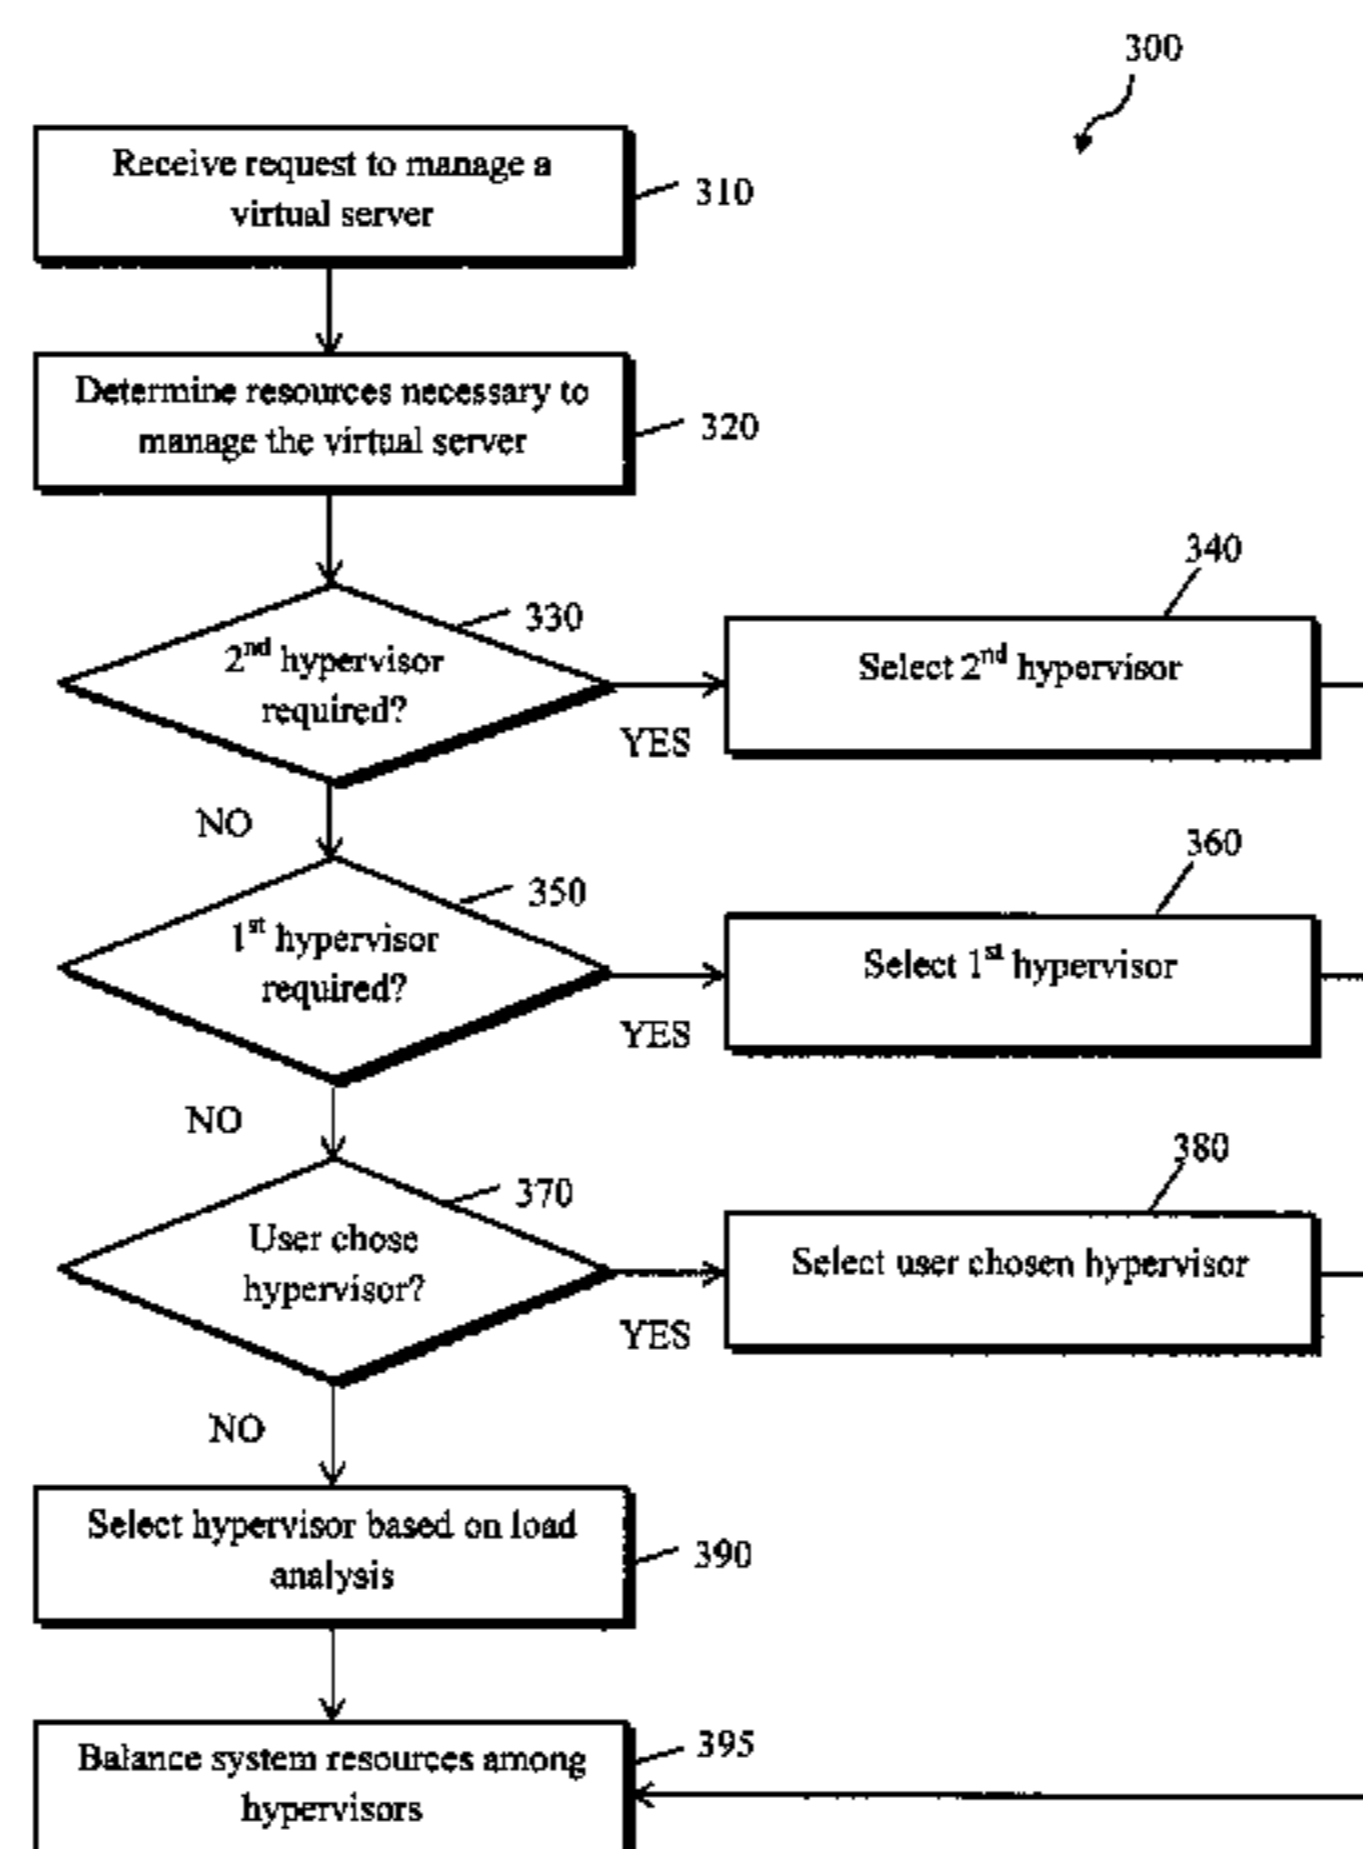 300
Receive request to manage a
virtual server
310
Determine resources necessary to
manage the virtual server
320
340
330
2nd hypervisor
required?
YES
Select 2nd hypervisor
NO
360
350
1st hypervisor
required?
YES
Select 1st hypervisor
NO
380
370
User chose
hypervisor?
YES
Select user chosen hypervisor
NO
Select hypervisor based on load
analysis
390
Balance system resources among
hypervisors
395